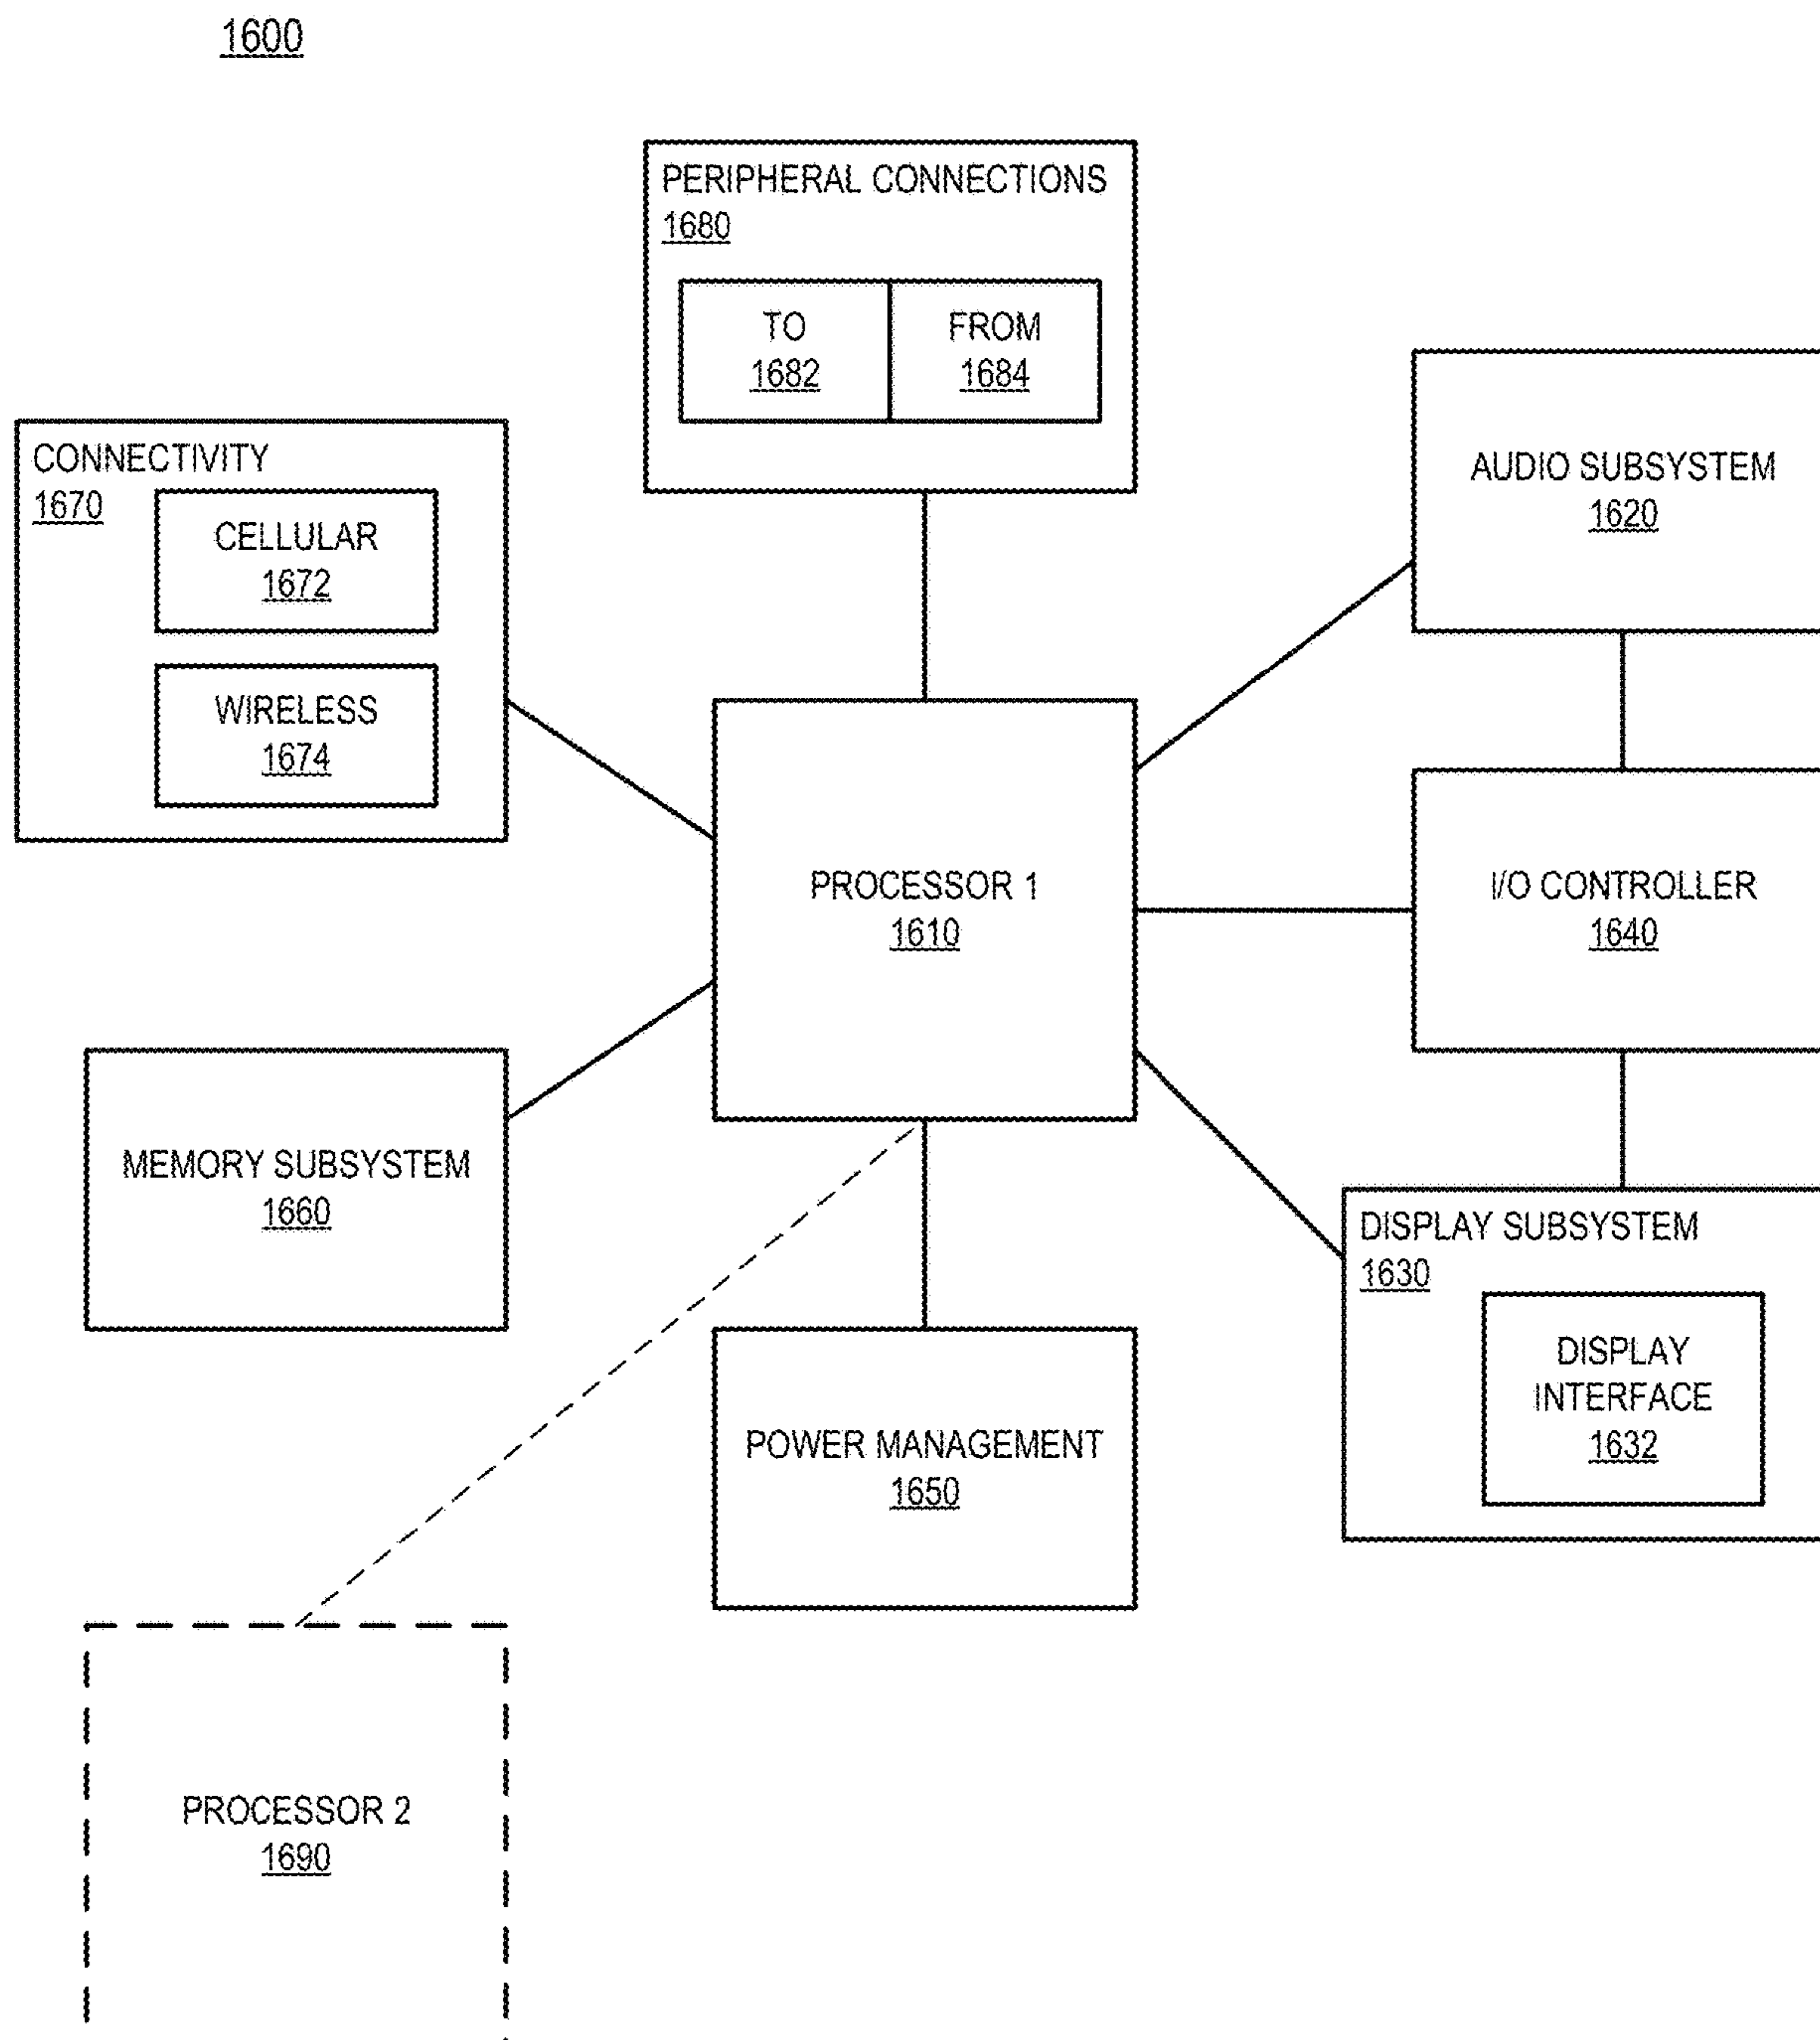 1600
PERIPHERAL CONNECTIONS
1680
TO
1682
FROM
1684
CONNECTIVITY
1670
CELLULAR
1672
WIRELESS
1674
AUDIO SUBSYSTEM
1620
PROCESSOR 1
1610
I/O CONTROLLER
1640
MEMORY SUBSYSTEM
1660
DISPLAY SUBSYSTEM
1630
DISPLAY
INTERFACE
1632
POWER MANAGEMENT
1650
PROCESSOR 2
1690